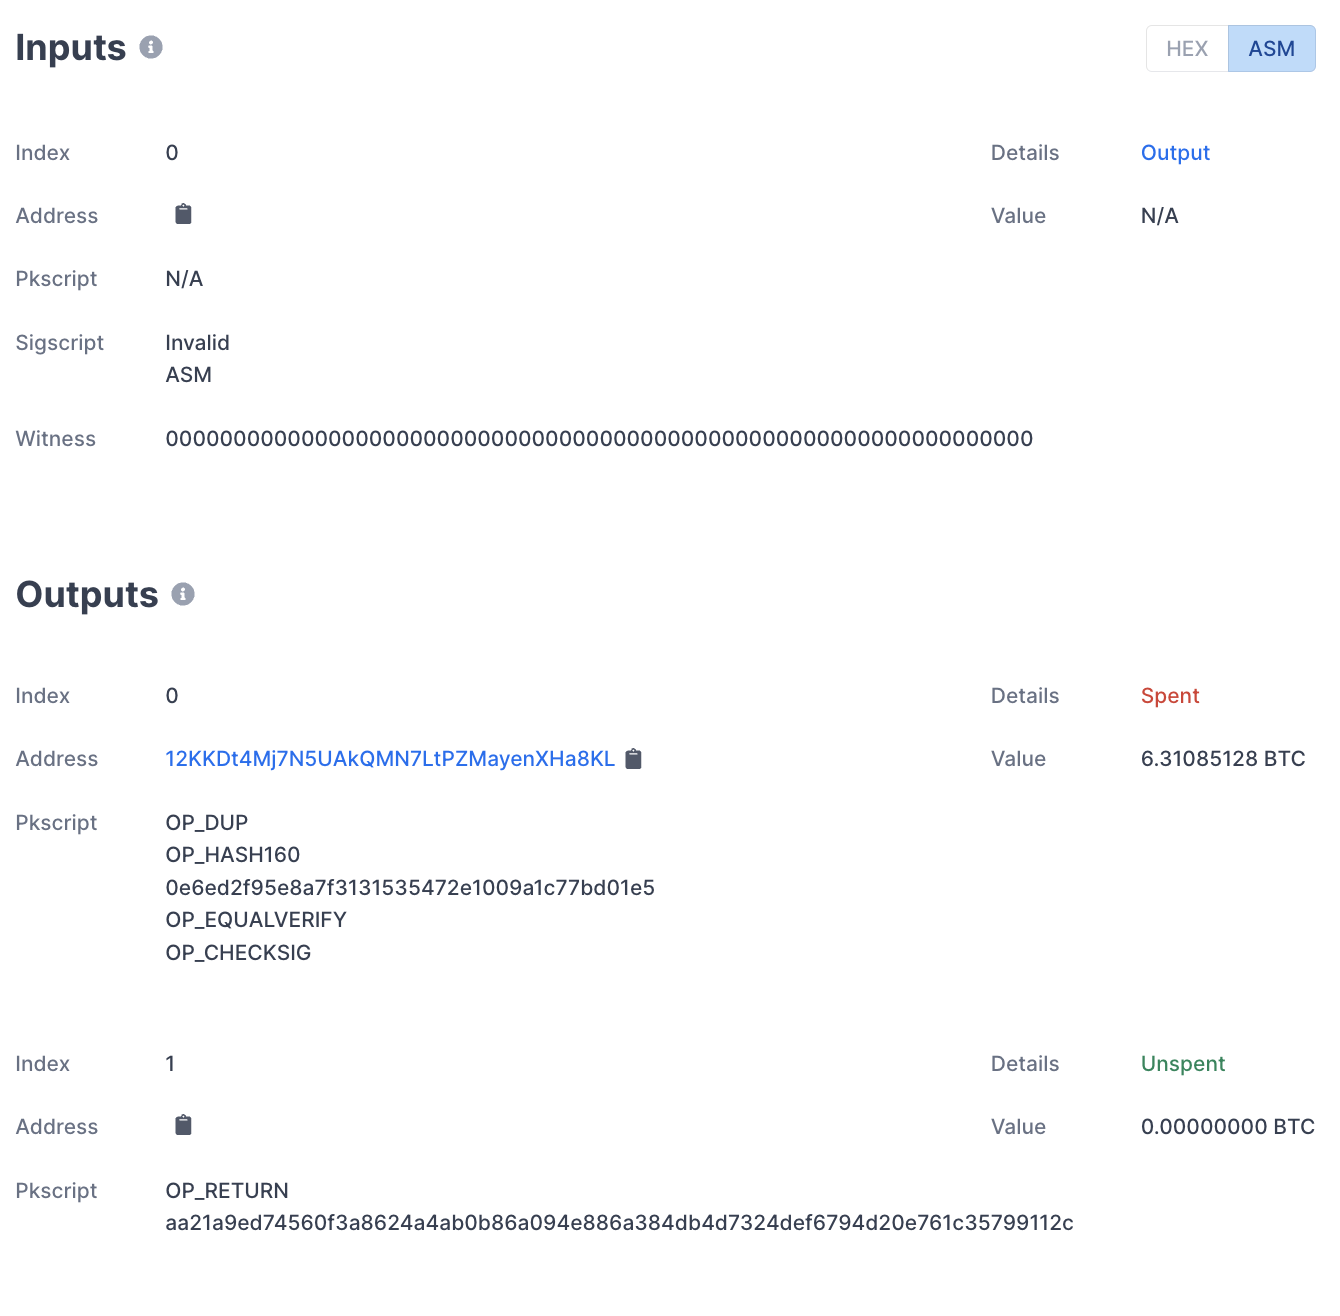 Inputs
HEX ASM
Index 0 Details Output
Address Value N/A
Pkscript N/A
Sigscript Invalid
ASM
Witness 0000000000000000000000000000000000000000000000000000000000000000
Outputs
Index 0 Details Spent
Address 12KKDt4Mj7N5UAkQMN7LtPZMayenXHa8KL Value 6.31085128 BTC
Pkscript OP_DUP
OP_HASH160
0e6ed2f95e8a7f3131535472e1009a1c77bd01e5
OP_EQUALVERIFY
OP_CHECKSIG
Index 1 Details Unspent
Address Value 0.00000000 BTC
Pkscript OP_RETURN
aa21a9ed74560f3a8624a4ab0b86a094e886a384db4d7324def6794d20e761c35799112c